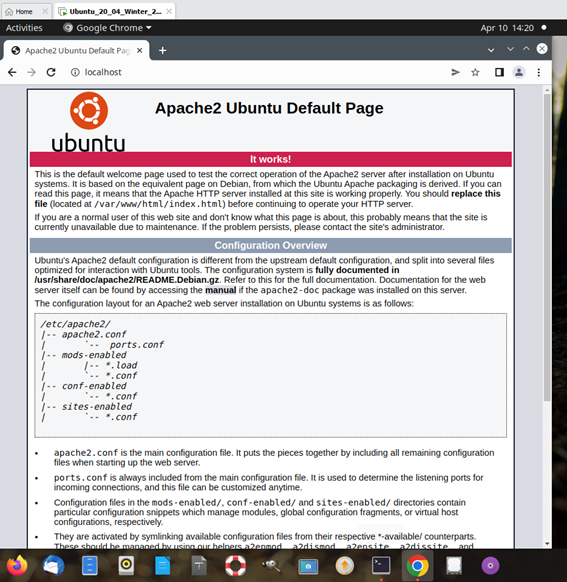 Home
Ubuntu_20_04_Winter_2...
Activities
Google Chrome
Apr 10 14:20
Apache2 Ubuntu Default Pag
localhost
Apache2 Ubuntu Default Page
ubuntu
It works!
This is the default welcome page used to test the correct operation of the Apache2 server after installation on Ubuntu
systems. It is based on the equivalent page on Debian, from which the Ubuntu Apache packaging is derived. If you can
read this page, it means that the Apache HTTP server installed at this site is working properly. You should replace this
file (located at /var/www/html/index.html) before continuing to operate your HTTP server.
If you are a normal user of this web site and don't know what this page is about, this probably means that the site is
currently unavailable due to maintenance. If the problem persists, please contact the site's administrator.
Configuration Overview
Ubuntu's Apache2 default configuration is different from the upstream default configuration, and split into several files
optimized for interaction with Ubuntu tools. The configuration system is fully documented in
/usr/share/doc/apache2/README.Debian.gz. Refer to this for the full documentation. Documentation for the web
server itself can be found by accessing the manual if the apache2-doc package was installed on this server.
The configuration layout for an Apache2 web server installation on Ubuntu systems is as follows:
/etc/apache2/
|-- apache2.conf
|       `--  ports.conf
|-- mods-enabled
|       |-- *.load
|       `-- *.conf
|-- conf-enabled
|       `-- *.conf
|-- sites-enabled
|       `-- *.conf
• apache2.conf is the main configuration file. It puts the pieces together by including all remaining configuration
files when starting up the web server.
• ports.conf is always included from the main configuration file. It is used to determine the listening ports for
incoming connections, and this file can be customized anytime.
• Configuration files in the mods-enabled/, conf-enabled/ and sites-enabled/ directories contain
particular configuration snippets which manage modules, global configuration fragments, or virtual host
configurations, respectively.
• They are activated by symlinking available configuration files from their respective *-available/ counterparts.
These should be managed by using our helpers a2enmod, a2dismod, a2ensite, a2dissite, and